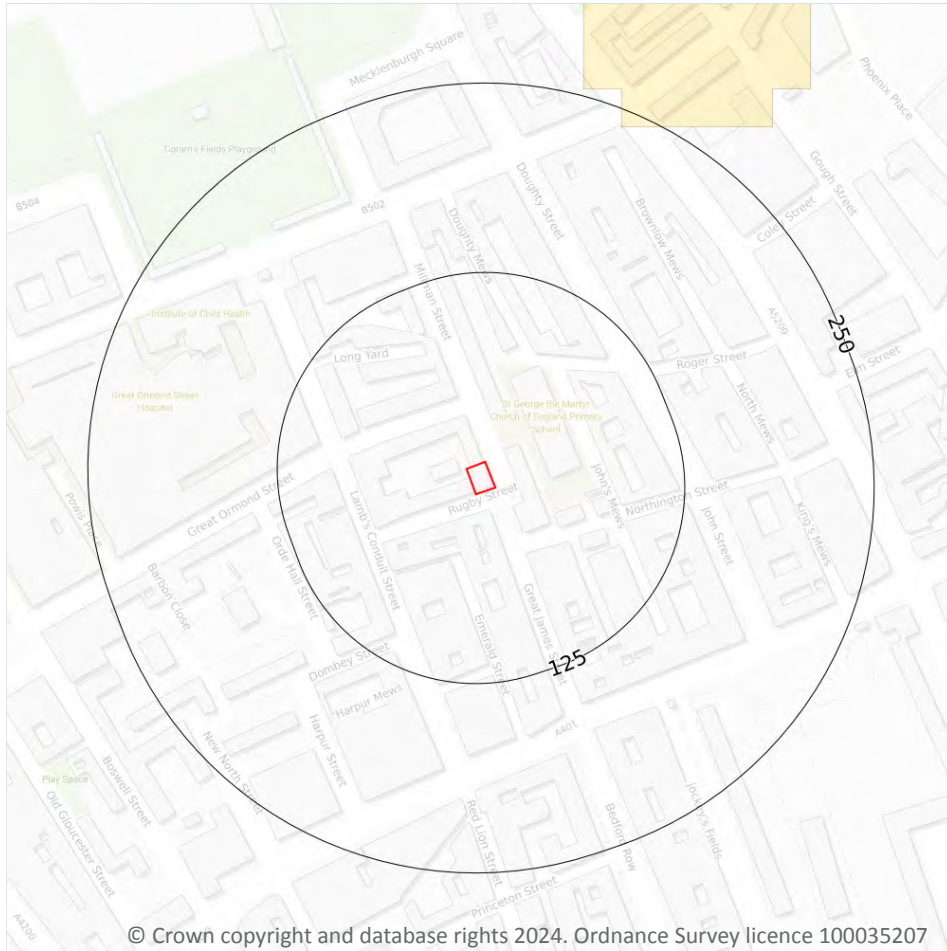 Mecklenburgh Square
Phoenix Place
Coram's Fields Playground
Gough Street
B504
B502
Doughty Street
Doughty Mews
Brownlow Mews
Coley Street
Millman Street
Institute of Child Health
A5200
250
Elm Street
Long Yard
Roger Street
Great Ormond Street
Hospital
St George the Martyr
Church of England Primary
School
North Mews
Powis Place
Great Ormond Street
Lamb's Conduit Street
Rugby Street
John's Mews
Northington Street
John Street
King's Mews
Orde Hall Street
Barbon Close
Emerald Street
Great James Street
125
Dombey Street
Harpur Mews
Harpur Street
A401
New North Street
Play Space
Boswell Street
Old Gloucester Street
Red Lion Street
Bedford Row
Jockey's Fields
Princeton Street
A4200
© Crown copyright and database rights 2024. Ordnance Survey licence 100035207